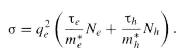 σ = q_e^2 ( τ_e/m_e^* N_e + τ_h/m_h^* N_h ).